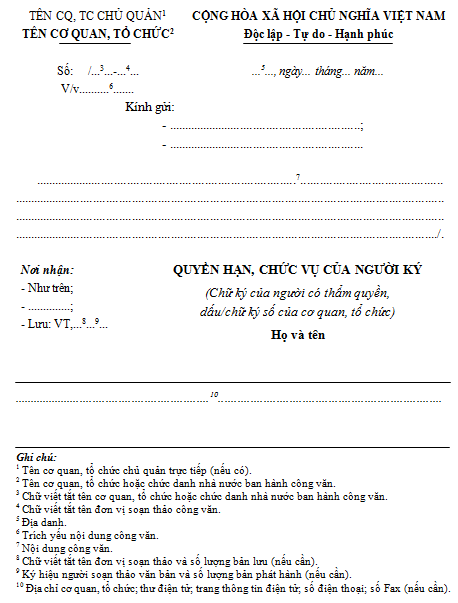 TÊN CQ, TC CHỦ QUẢN¹ CỘNG HÒA XÃ HỘI CHỦ NGHĨA VIỆT NAM
TÊN CƠ QUAN, TỔ CHỨC² Độc lập - Tự do - Hạnh phúc
Số: /...³...-...⁴... ...⁵..., ngày... tháng... năm...
V/v..........⁶.......
Kính gửi:
- ..............................................................;
- ..............................................................
....................................................................................⁷...............................................
............................................................................................................................................
............................................................................................................................................
........................................................................................................................................../.
Nơi nhận: QUYỀN HẠN, CHỨC VỤ CỦA NGƯỜI KÝ
- Như trên; (Chữ ký của người có thẩm quyền,
- ..............; dấu/chữ ký số của cơ quan, tổ chức)
- Lưu: VT,...⁸...⁹... Họ và tên
...............................................................¹⁰.........................................................................
Ghi chú:
¹ Tên cơ quan, tổ chức chủ quản trực tiếp (nếu có).
² Tên cơ quan, tổ chức hoặc chức danh nhà nước ban hành công văn.
³ Chữ viết tắt tên cơ quan, tổ chức hoặc chức danh nhà nước ban hành công văn.
⁴ Chữ viết tắt tên đơn vị soạn thảo công văn.
⁵ Địa danh.
⁶ Trích yếu nội dung công văn.
⁷ Nội dung công văn.
⁸ Chữ viết tắt tên đơn vị soạn thảo và số lượng bản lưu (nếu cần).
⁹ Ký hiệu người soạn thảo văn bản và số lượng bản phát hành (nếu cần).
¹⁰ Địa chỉ cơ quan, tổ chức; thư điện tử; trang thông tin điện tử; số điện thoại; số Fax (nếu cần).